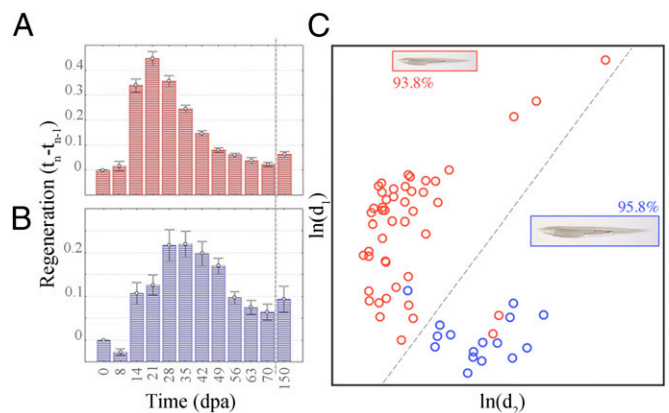 A
Regeneration (tₙ-tₙ₋₁)
0.4
0.3
0.2
0.1
0
B
0.2
0.1
0
0 8 14 21 28 35 42 49 56 63 70 150
Time (dpa)
C
93.8%
95.8%
ln(d₁)
ln(d₂)